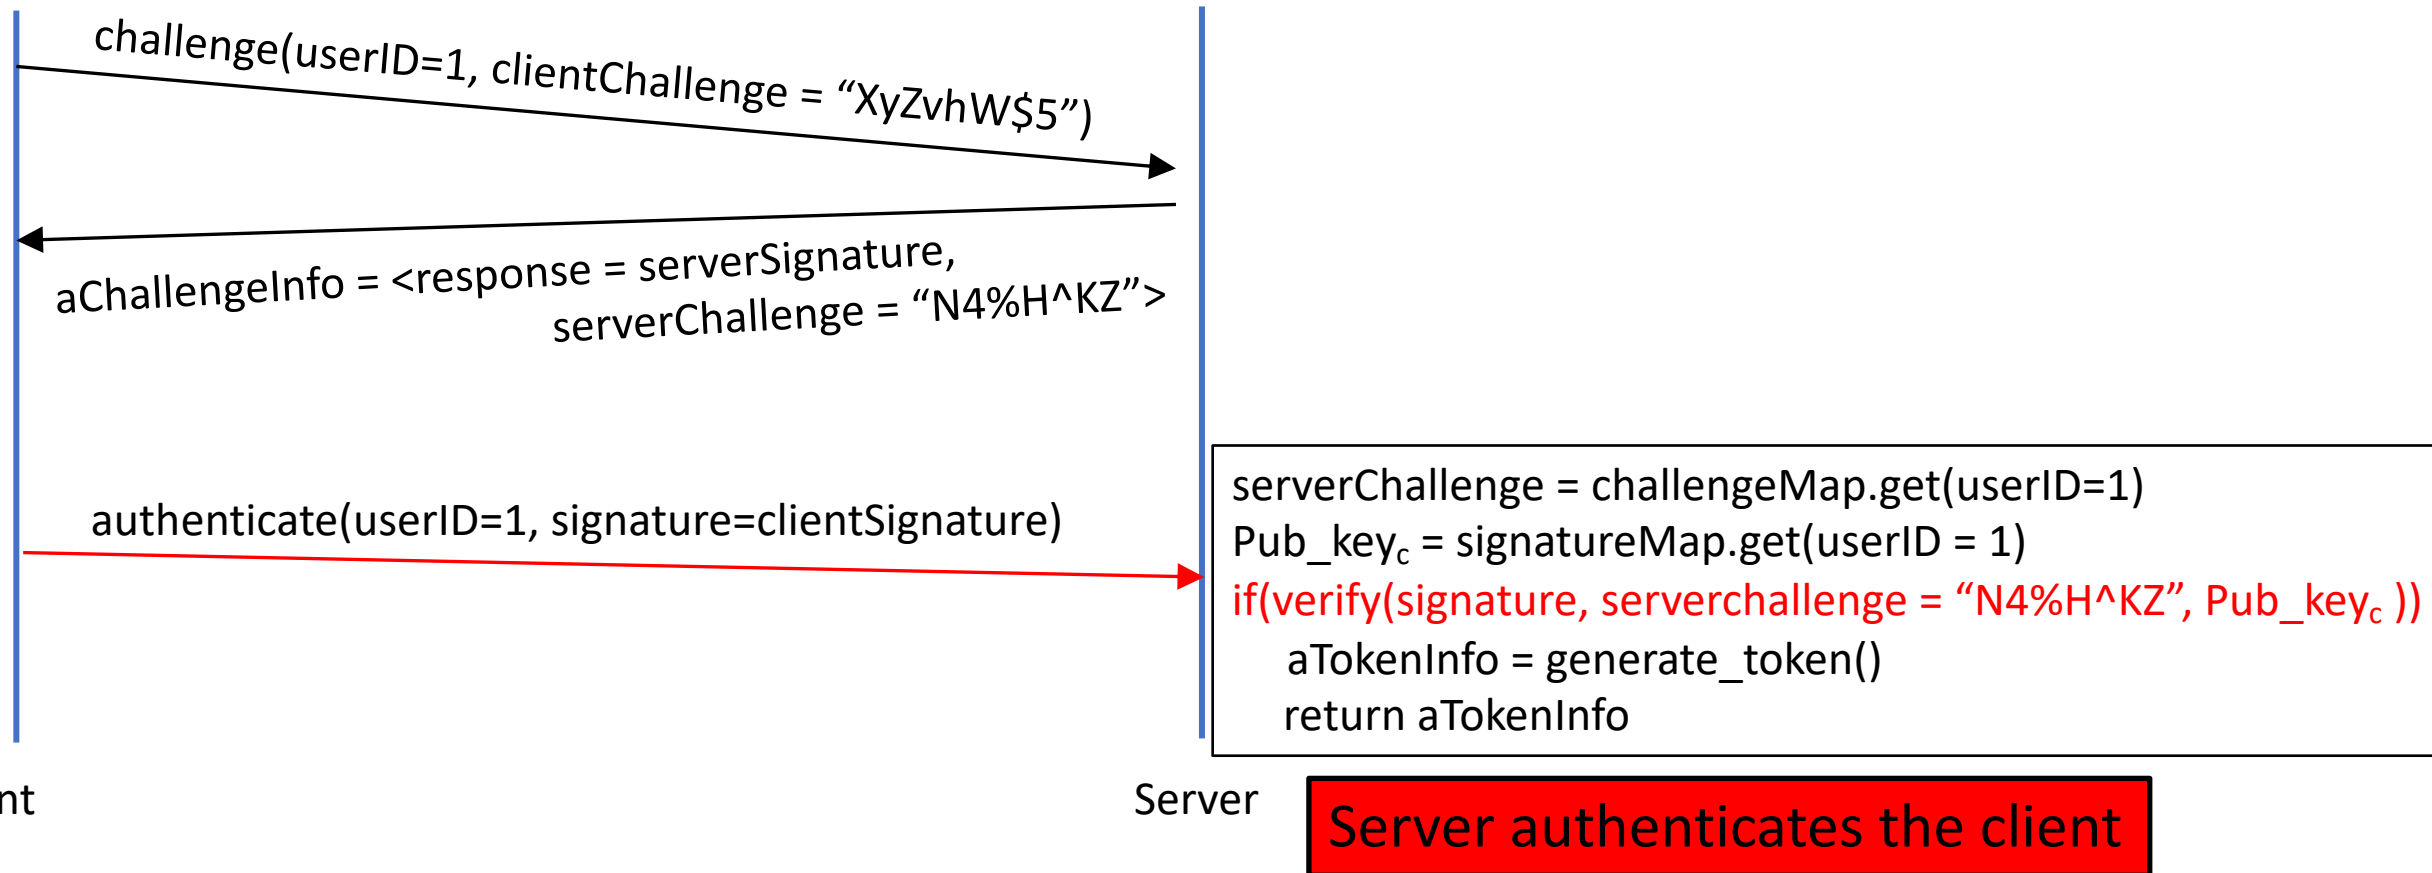 challenge(userID=1, clientChallenge = “XyZvhW$5”)
aChallengeInfo = <response = serverSignature,
serverChallenge = “N4%H^KZ”>
authenticate(userID=1, signature=clientSignature)
serverChallenge = challengeMap.get(userID=1)
Pub_keyc = signatureMap.get(userID = 1)
if(verify(signature, serverchallenge = “N4%H^KZ”, Pub_keyc ))
aTokenInfo = generate_token()
return aTokenInfo
nt
Server
Server authenticates the client